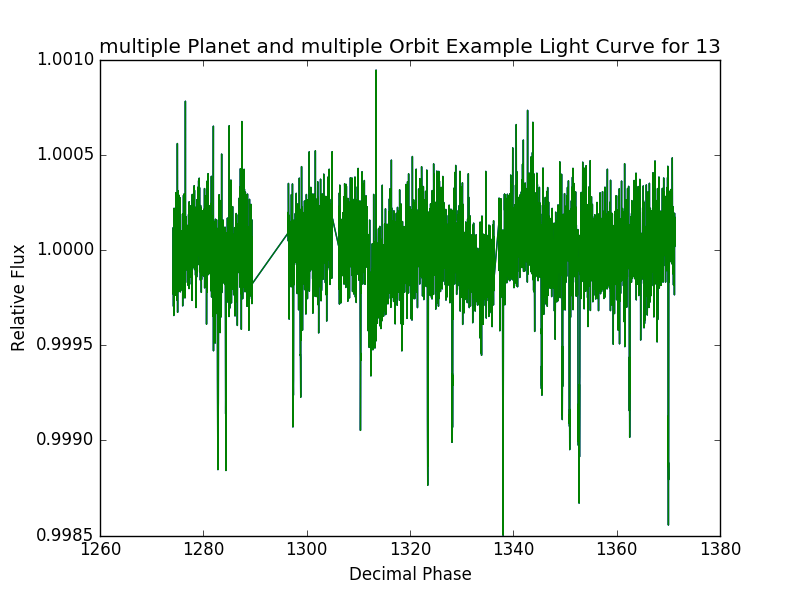 multiple Planet and multiple Orbit Example Light Curve for 13
1.0010
1.0005
1.0000
0.9995
0.9990
0.9985
Relative Flux
1260 1280 1300 1320 1340 1360 1380
Decimal Phase